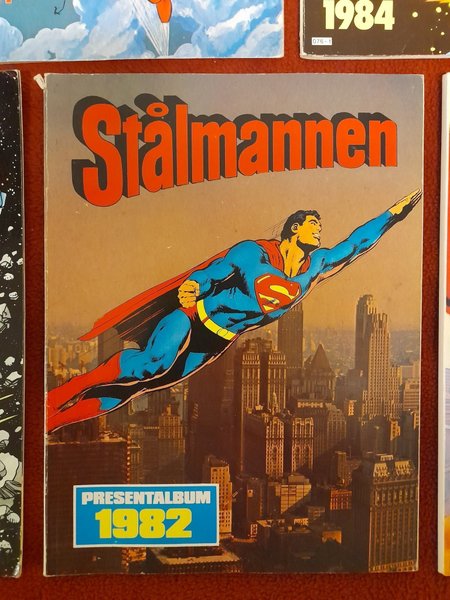 1984
Stålmannen
S
PRESENTALBUM
1982